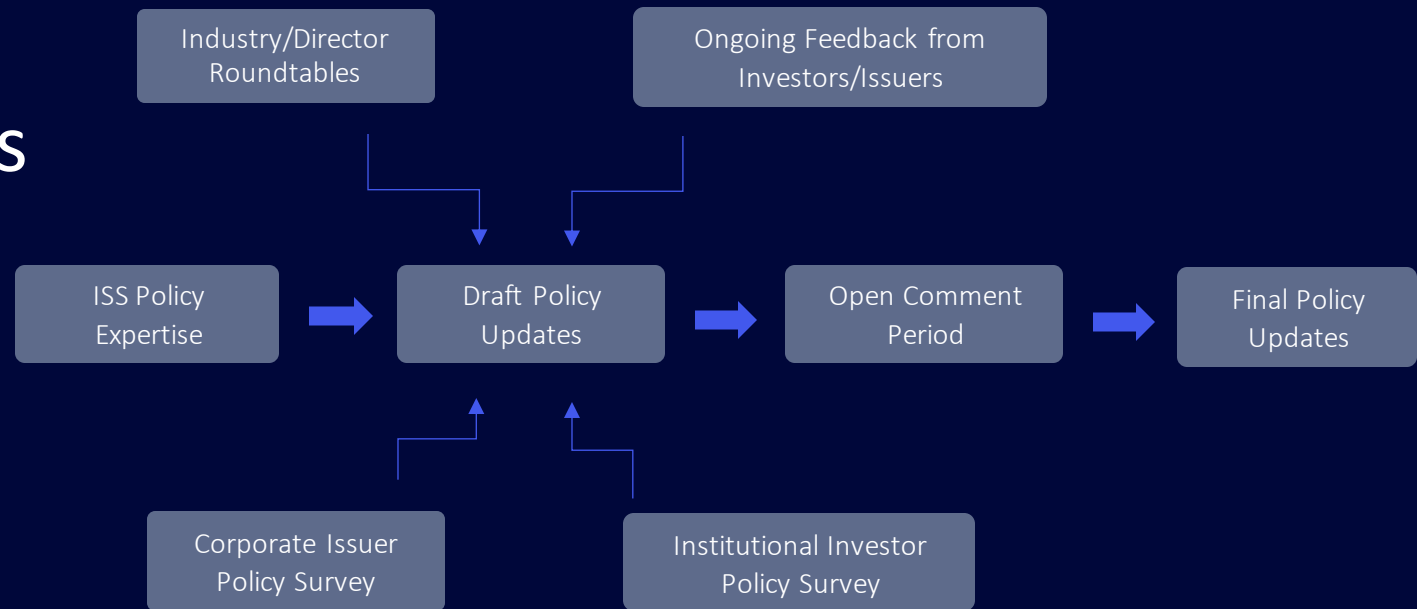 Industry/Director
Roundtables
Ongoing Feedback from
Investors/Issuers
s
ISS Policy
Expertise
Draft Policy
Updates
Open Comment
Period
Final Policy
Updates
Corporate Issuer
Policy Survey
Institutional Investor
Policy Survey